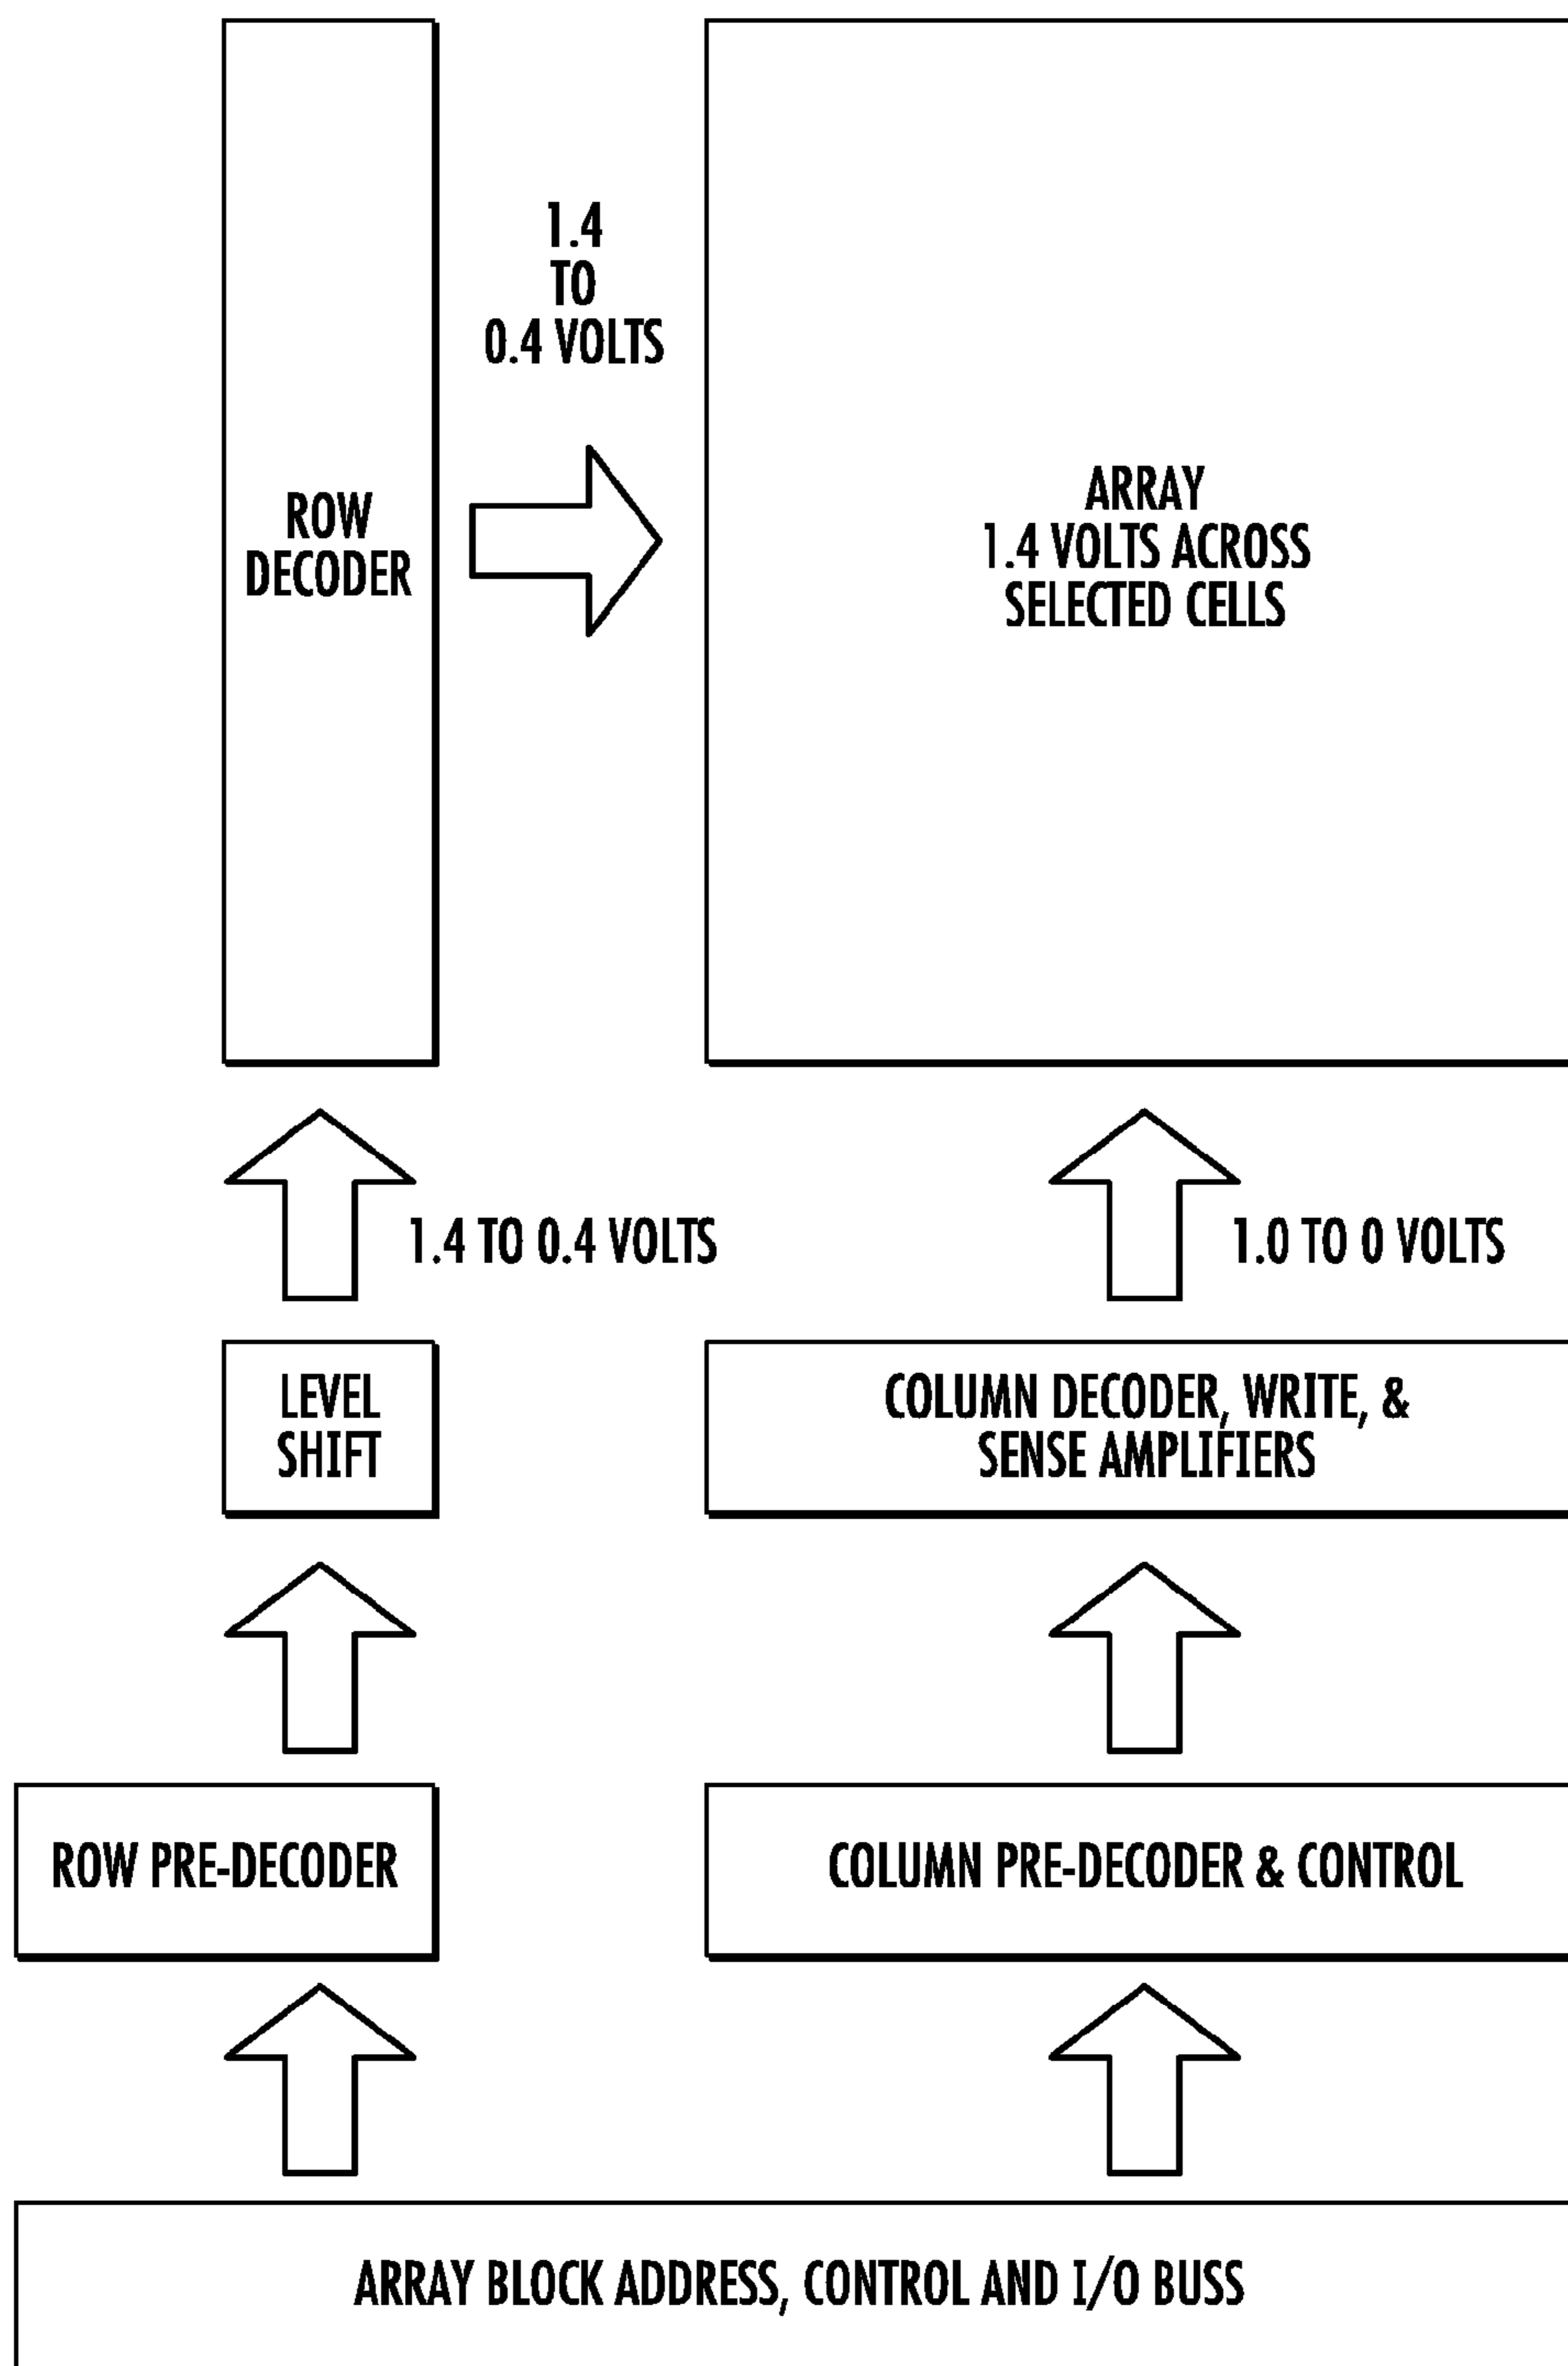 1.4
TO
0.4 VOLTS
ROW
DECODER
ARRAY
1.4 VOLTS ACROSS
SELECTED CELLS
1.4 TO 0.4 VOLTS
1.0 TO 0 VOLTS
LEVEL
SHIFT
COLUMN DECODER, WRITE, &
SENSE AMPLIFIERS
ROW PRE-DECODER
COLUMN PRE-DECODER & CONTROL
ARRAY BLOCK ADDRESS, CONTROL AND I/O BUSS